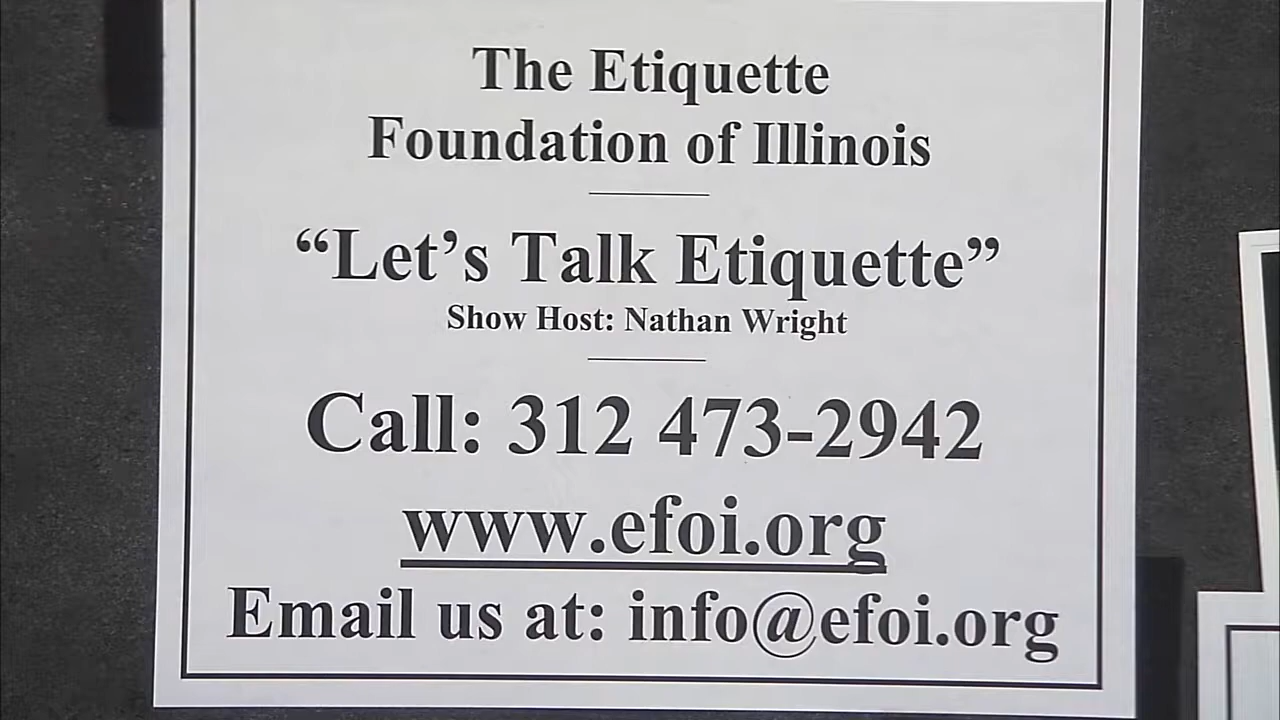 The Etiquette
Foundation of Illinois
“Let’s Talk Etiquette”
Show Host: Nathan Wright
Call: 312 473-2942
www.efoi.org
Email us at: info@efoi.org